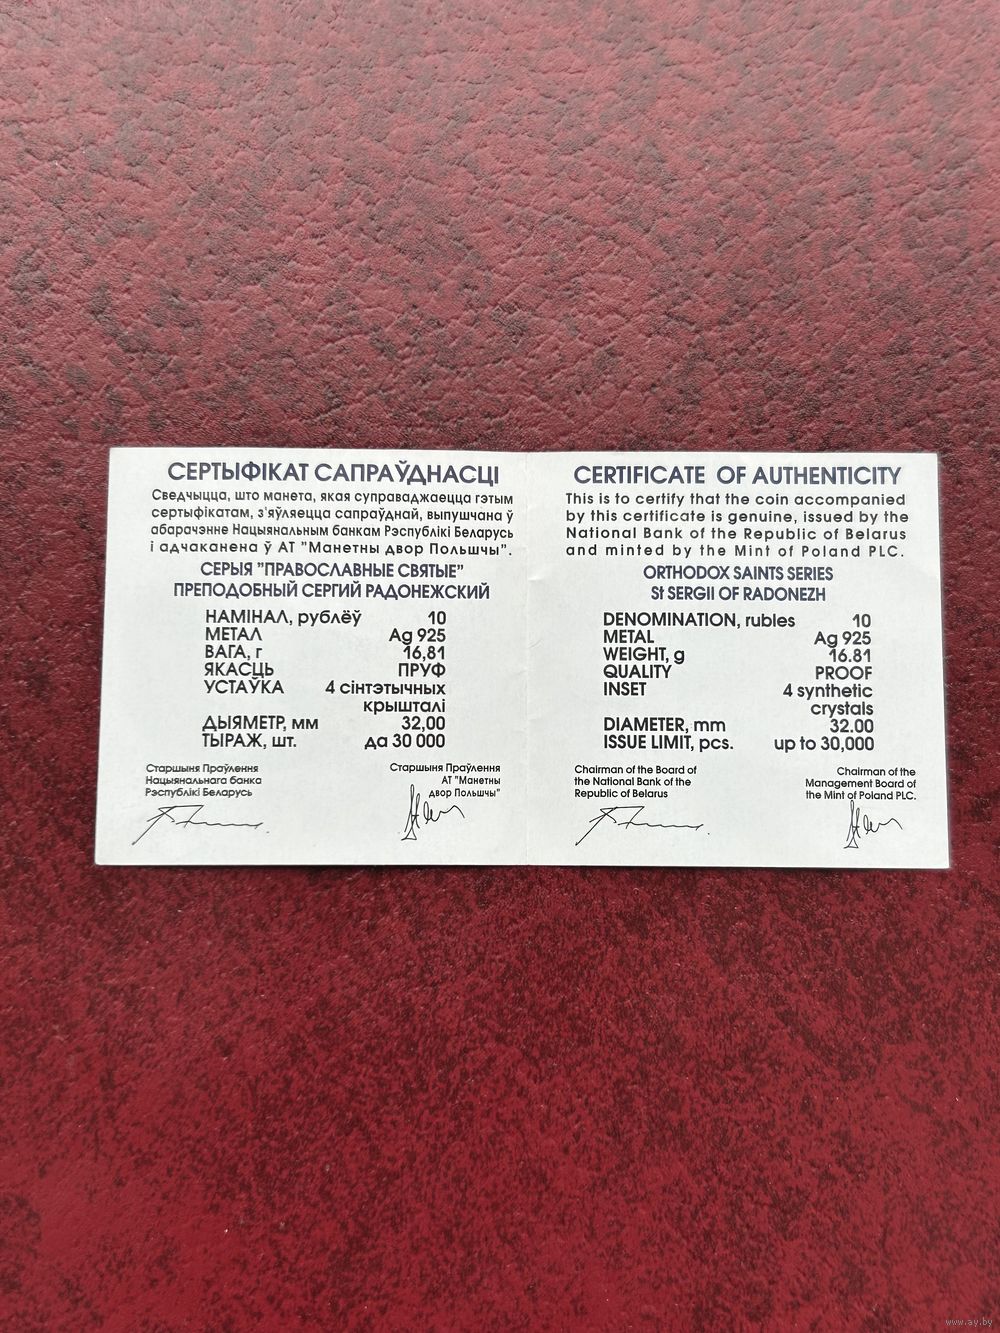 СЕРТЫФІКАТ САПРАЎДНАСЦІ
Сведчыцца, што манета, якая суправаджаецца гэтым
сертыфікатам, з'яўляецца сапраўднай, выпушчана ў
абарачэнне Нацыянальным банкам Рэспублікі Беларусь
і адчаканена ў АТ "Манетны двор Польшчы".
СЕРЫЯ "ПРАВОСЛАВНЫЕ СВЯТЫЕ"
ПРЕПОДОБНЫЙ СЕРГИЙ РАДОНЕЖСКИЙ
НАМІНАЛ, рублёў 10
МЕТАЛ Ag 925
ВАГА, г 16,81
ЯКАСЦЬ ПРУФ
УСТАЎКА 4 сінтэтычных
крышталі
ДЫЯМЕТР, мм 32,00
ТЫРАЖ, шт. да 30 000
Старшыня Праўлення
Нацыянальнага банка
Рэспублікі Беларусь
Старшыня Праўлення
АТ "Манетны
двор Польшчы"
CERTIFICATE OF AUTHENTICITY
This is to certify that the coin accompanied
by this certificate is genuine, issued by the
National Bank of the Republic of Belarus
and minted by the Mint of Poland PLC.
ORTHODOX SAINTS SERIES
St SERGII OF RADONEZH
DENOMINATION, rubles 10
METAL Ag 925
WEIGHT, g 16.81
QUALITY PROOF
INSET 4 synthetic
crystals
DIAMETER, mm 32.00
ISSUE LIMIT, pcs. up to 30,000
Chairman of the Board of
the National Bank of the
Republic of Belarus
Chairman of the
Management Board of
the Mint of Poland PLC.
www.ay.by